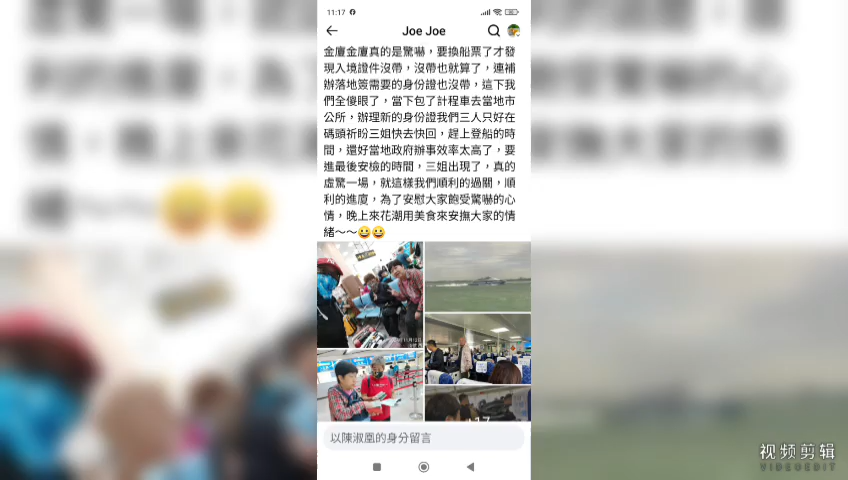 11:17
Joe Joe
金廈金廈真的是驚嚇，要換船票了才發
現入境證件沒帶，沒帶也就算了，連補
辦落地簽需要的身份證也沒帶，這下我
們全傻眼了，當下包了計程車去當地市
公所，辦理新的身份證我們三人只好在
碼頭祈盼三姐快去快回，趕上登船的時
間，還好當地政府辦事效率太高了，要
進最後安檢的時間，三姐出現了，真的
虛驚一場，就這樣我們順利的過關，順
利的進廈，為了安慰大家飽受驚嚇的心
情，晚上來花潮用美食來安撫大家的情
緒～～😀😀
+17
以陳淑凰的身分留言
视频剪辑
VIDEOEDIT